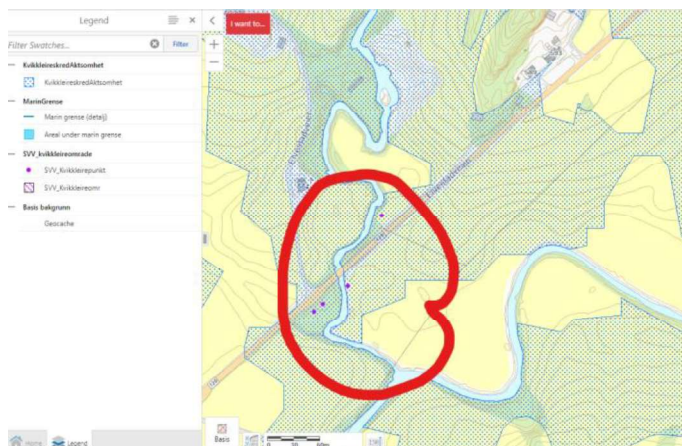 Legend
I want to...
Filter Swatches...
Filter
KvikkleireskredAktsomhet
KvikkleireskredAktsomhet
MarinGrense
Marin grense (detalj)
Areal under marin grense
SVV_kvikkleireomrade
SVV_Kvikkleirepunkt
SVV_Kvikkleireomr
Basis bakgrunn
Geocache
Home
Legend
Basis